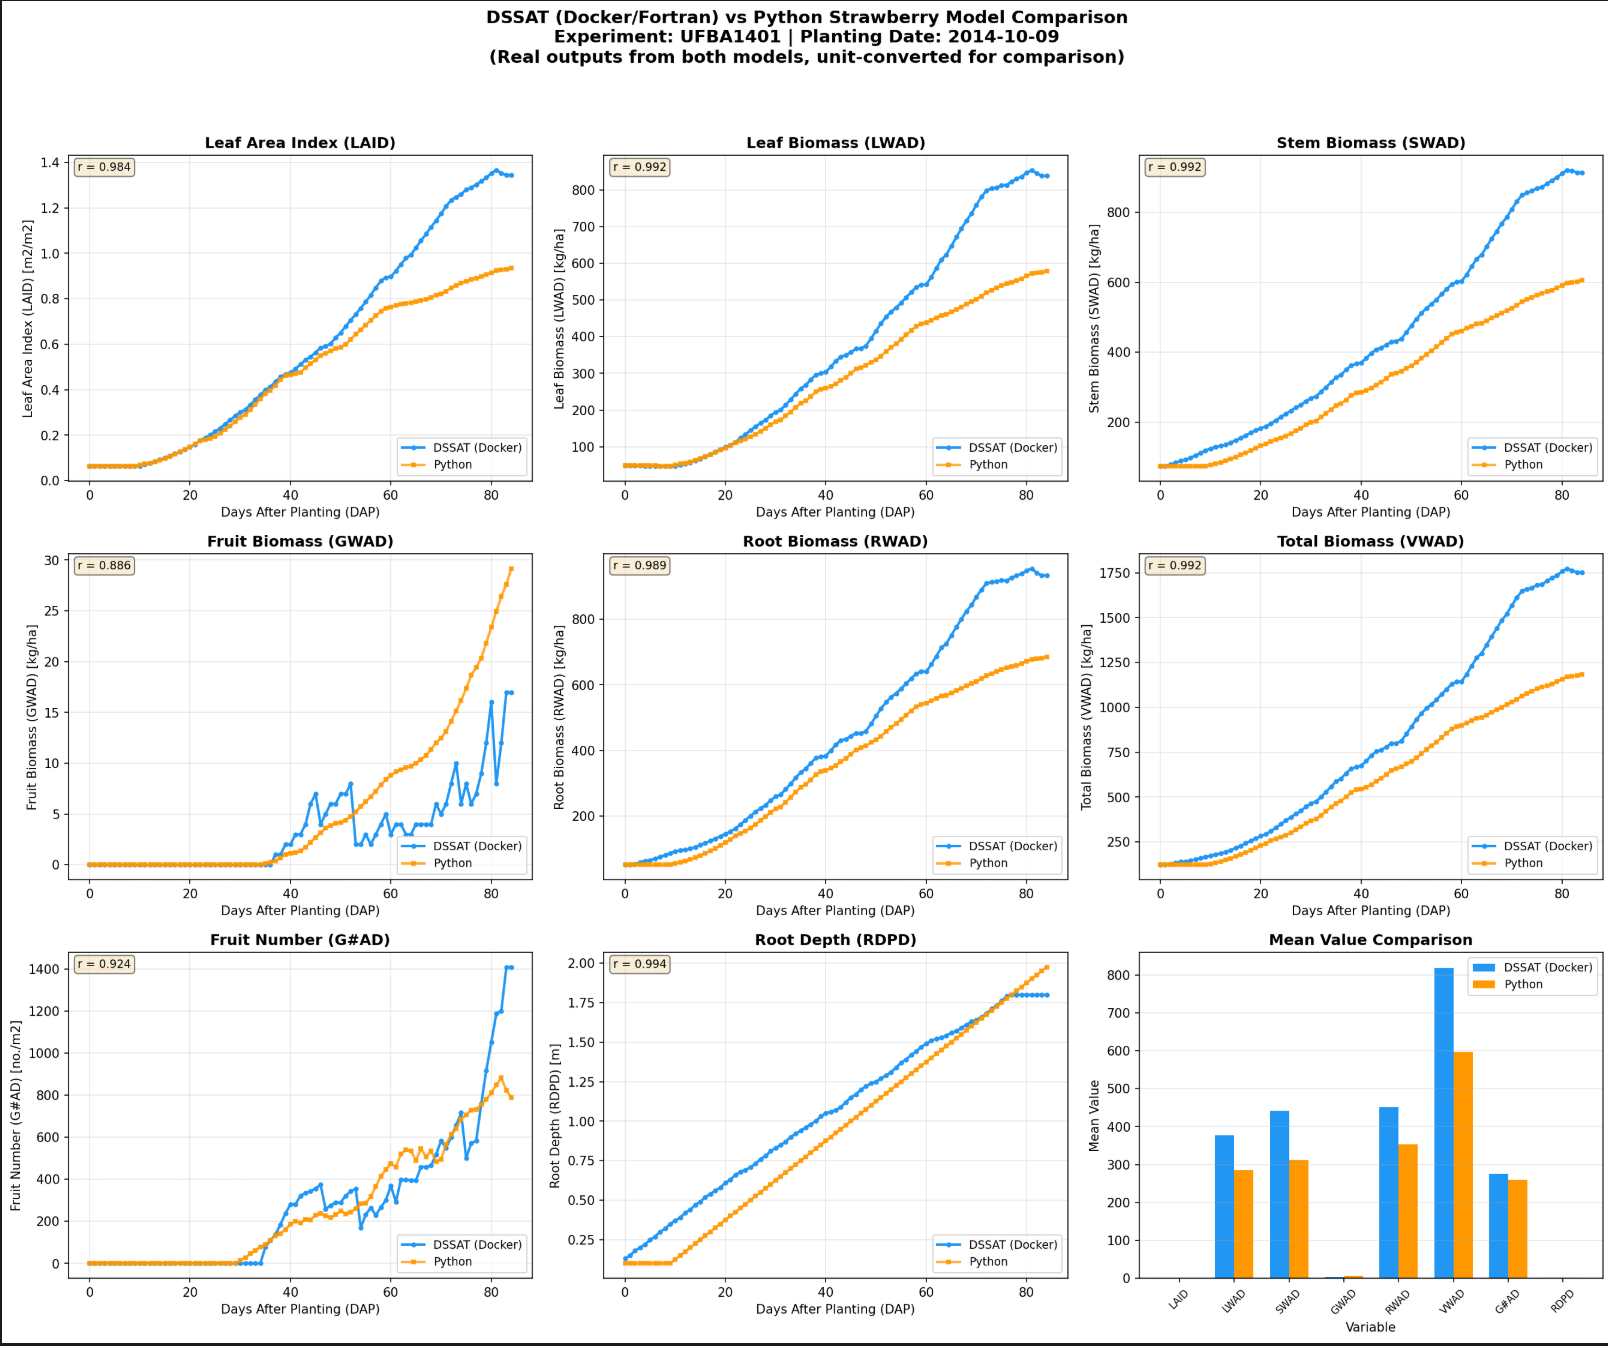 DSSAT (Docker/Fortran) vs Python Strawberry Model Comparison
Experiment: UFBA1401 | Planting Date: 2014-10-09
(Real outputs from both models, unit-converted for comparison)
Leaf Area Index (LAID)
r = 0.984
Leaf Area Index (LAID) [m2/m2]
1.4
1.2
1.0
0.8
0.6
0.4
0.2
0.0
DSSAT (Docker)
Python
0 20 40 60 80
Days After Planting (DAP)
Leaf Biomass (LWAD)
r = 0.992
Leaf Biomass (LWAD) [kg/ha]
800
700
600
500
400
300
200
100
DSSAT (Docker)
Python
0 20 40 60 80
Days After Planting (DAP)
Stem Biomass (SWAD)
r = 0.992
Stem Biomass (SWAD) [kg/ha]
800
600
400
200
DSSAT (Docker)
Python
0 20 40 60 80
Days After Planting (DAP)
Fruit Biomass (GWAD)
r = 0.886
Fruit Biomass (GWAD) [kg/ha]
30
25
20
15
10
5
0
DSSAT (Docker)
Python
0 20 40 60 80
Days After Planting (DAP)
Root Biomass (RWAD)
r = 0.989
Root Biomass (RWAD) [kg/ha]
800
600
400
200
DSSAT (Docker)
Python
0 20 40 60 80
Days After Planting (DAP)
Total Biomass (VWAD)
r = 0.992
Total Biomass (VWAD) [kg/ha]
1750
1500
1250
1000
750
500
250
DSSAT (Docker)
Python
0 20 40 60 80
Days After Planting (DAP)
Fruit Number (G#AD)
r = 0.924
Fruit Number (G#AD) [no./m2]
1400
1200
1000
800
600
400
200
0
DSSAT (Docker)
Python
0 20 40 60 80
Days After Planting (DAP)
Root Depth (RDPD)
r = 0.994
Root Depth (RDPD) [m]
2.00
1.75
1.50
1.25
1.00
0.75
0.50
0.25
DSSAT (Docker)
Python
0 20 40 60 80
Days After Planting (DAP)
Mean Value Comparison
DSSAT (Docker)
Python
Mean Value
800
700
600
500
400
300
200
100
0
LAID LWAD SWAD GWAD RWAD VWAD G#AD RDPD
Variable